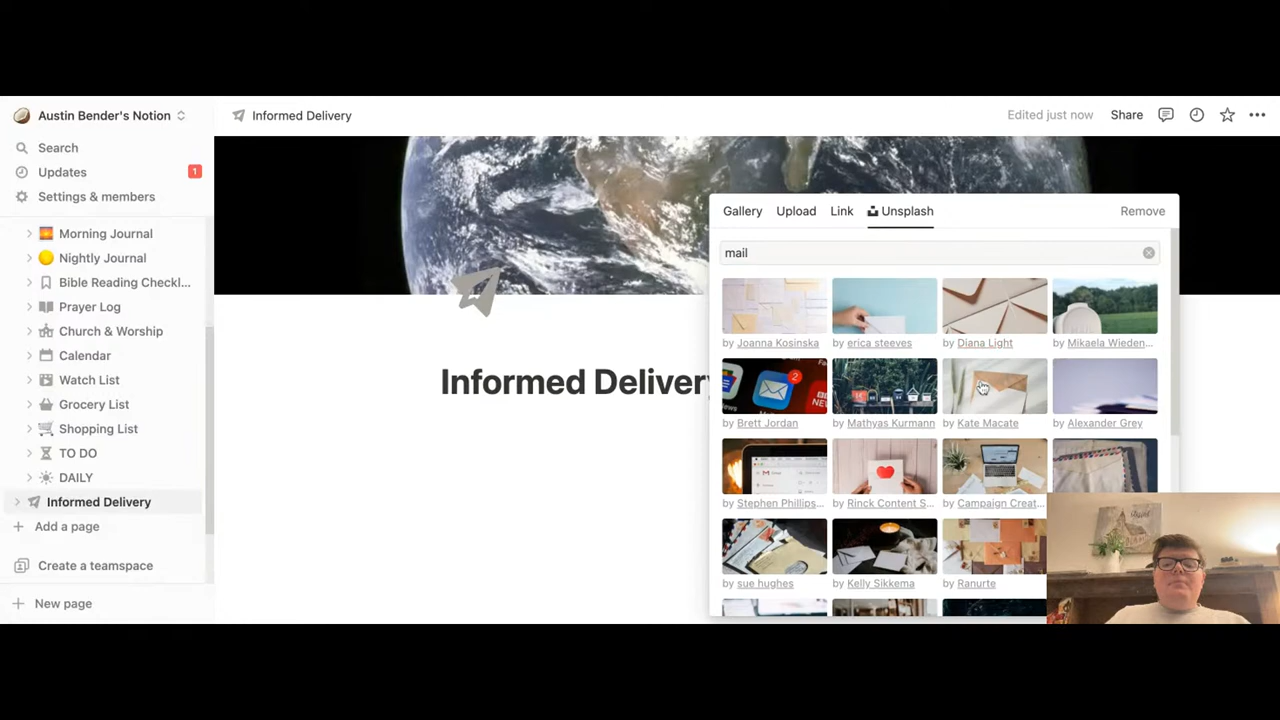 Austin Bender's Notion
Informed Delivery
Edited just now
Share
Search
Updates
1
Settings & members
Morning Journal
Nightly Journal
Bible Reading Checkl...
Prayer Log
Church & Worship
Calendar
Watch List
Grocery List
Shopping List
TO DO
DAILY
Informed Delivery
Add a page
Create a teamspace
New page
Informed Delivery
Gallery
Upload
Link
Unsplash
Remove
mail
by Joanna Kosinska
by erica steeves
by Diana Light
by Mikaela Wieden...
by Brett Jordan
by Mathyas Kurmann
by Kate Macate
by Alexander Grey
by Stephen Phillips...
by Rinck Content S...
by Campaign Creat...
by sue hughes
by Kelly Sikkema
by Ranurte